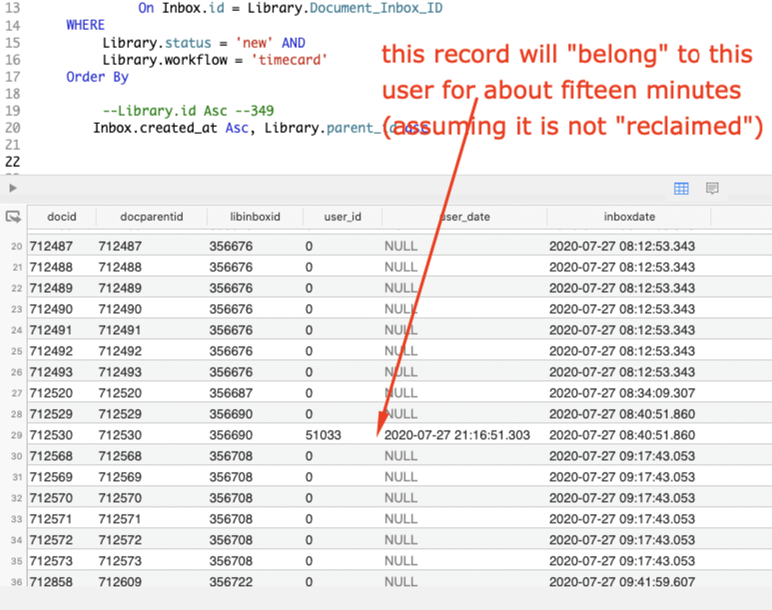 13 On Inbox.id = Library.Document_Inbox_ID
14 WHERE
15 Library.status = 'new' AND
16 Library.workflow = 'timecard'
17 Order By
18
19 --Library.id Asc --349
20 Inbox.created_at Asc, Library.parent_id asc
21
22
this record will "belong" to this
user for about fifteen minutes
(assuming it is not "reclaimed")
docid docparentid libinboxid user_id user_date inboxdate
20 712487 712487 356676 0 NULL 2020-07-27 08:12:53.343
21 712488 712488 356676 0 NULL 2020-07-27 08:12:53.343
22 712489 712489 356676 0 NULL 2020-07-27 08:12:53.343
23 712490 712490 356676 0 NULL 2020-07-27 08:12:53.343
24 712491 712491 356676 0 NULL 2020-07-27 08:12:53.343
25 712492 712492 356676 0 NULL 2020-07-27 08:12:53.343
26 712493 712493 356676 0 NULL 2020-07-27 08:12:53.343
27 712520 712520 356687 0 NULL 2020-07-27 08:34:09.307
28 712529 712529 356690 0 NULL 2020-07-27 08:40:51.860
29 712530 712530 356690 51033 2020-07-27 21:16:51.303 2020-07-27 08:40:51.860
30 712568 712568 356708 0 NULL 2020-07-27 09:17:43.053
31 712569 712569 356708 0 NULL 2020-07-27 09:17:43.053
32 712570 712570 356708 0 NULL 2020-07-27 09:17:43.053
33 712571 712571 356708 0 NULL 2020-07-27 09:17:43.053
34 712572 712572 356708 0 NULL 2020-07-27 09:17:43.053
35 712573 712573 356708 0 NULL 2020-07-27 09:17:43.053
36 712858 712609 356722 0 NULL 2020-07-27 09:41:59.607